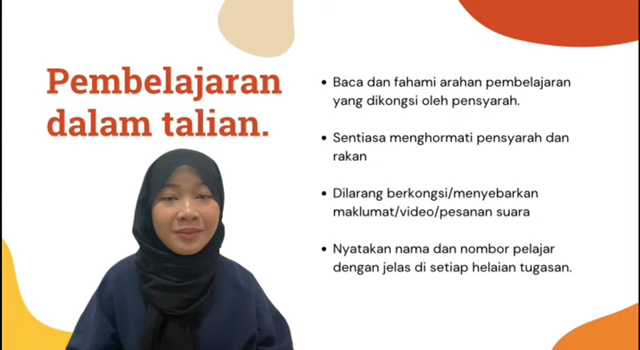 Pembelajaran
dalam talian.
Baca dan fahami arahan pembelajaran
yang dikongsi oleh pensyarah.
Sentiasa menghormati pensyarah dan
rakan
Dilarang berkongsi/menyebarkan
maklumat/video/pesanan suara
Nyatakan nama dan nombor pelajar
dengan jelas di setiap helaian tugasan.